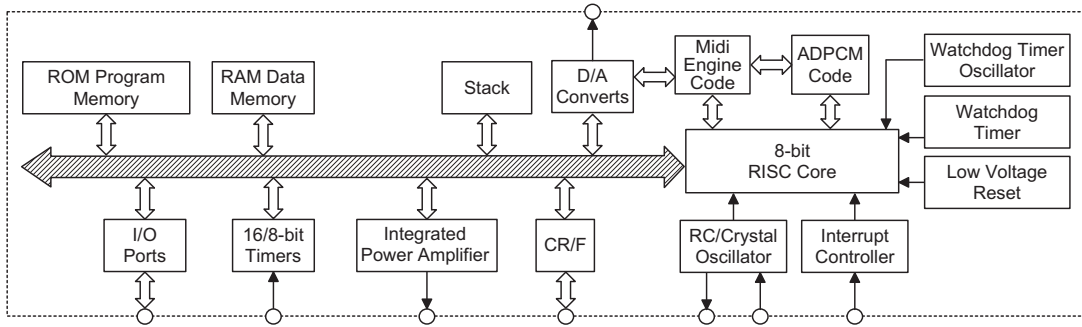 ROM Program
Memory
RAM Data
Memory
Stack
D/A
Converts
Midi
Engine
Code
ADPCM
Code
Watchdog Timer
Oscillator
Watchdog
Timer
Low Voltage
Reset
8-bit
RISC Core
I/O
Ports
16/8-bit
Timers
Integrated
Power Amplifier
CR/F
RC/Crystal
Oscillator
Interrupt
Controller